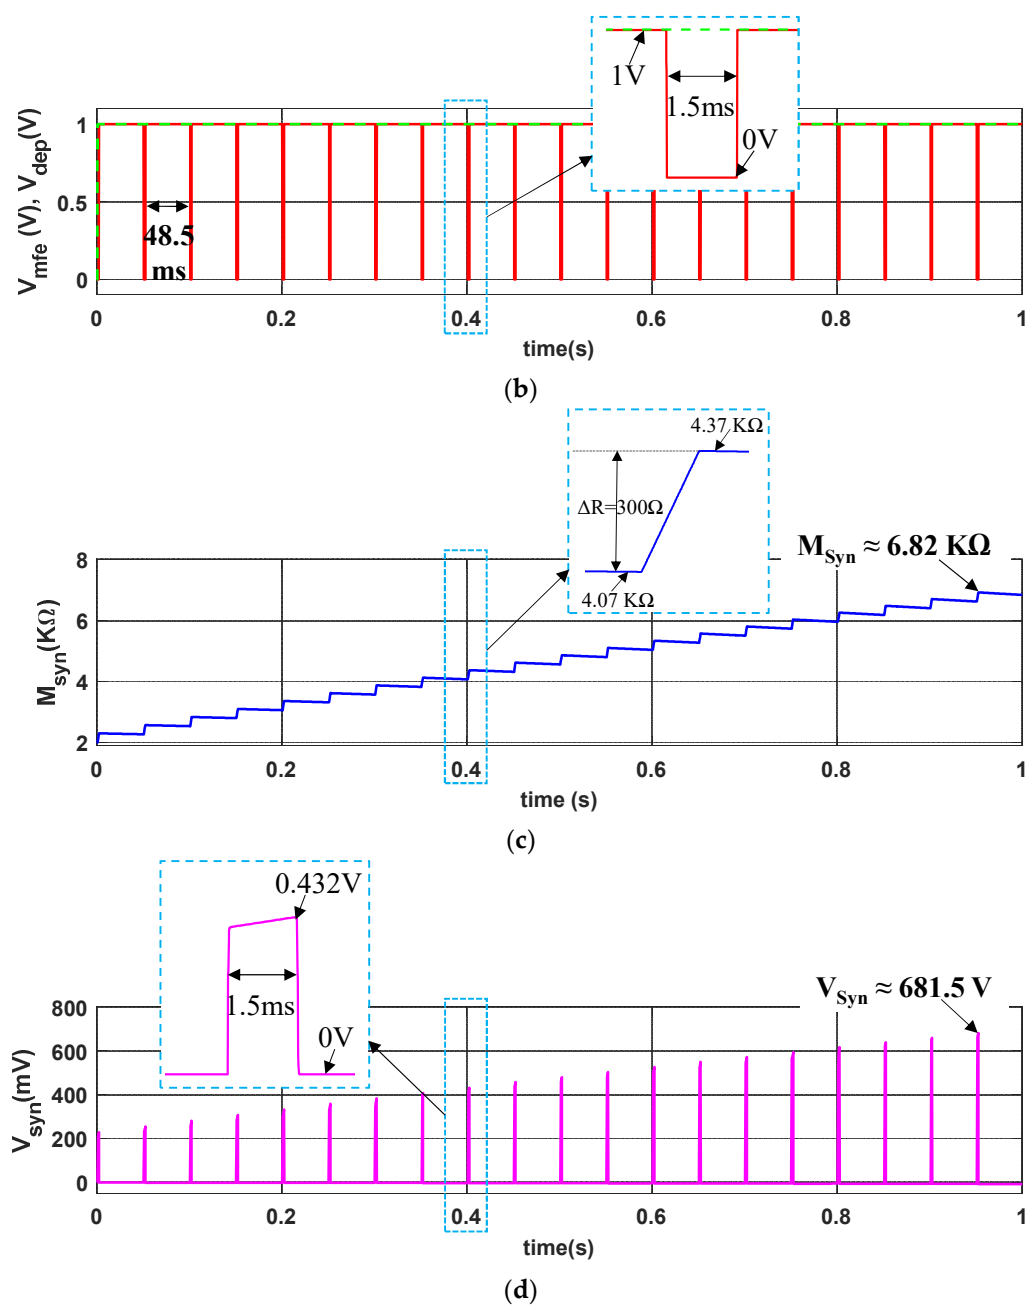 1V
1.5ms
0V
V_mfe (V), V_dep(V)
1
0.5
0
48.5
ms
0 0.2 0.4 0.6 0.8 1
time(s)
(b)
4.37 KΩ
ΔR=300Ω
4.07 KΩ
M_Syn ≈ 6.82 KΩ
M_syn(KΩ)
8
6
4
2
0 0.2 0.4 0.6 0.8 1
time (s)
(c)
0.432V
1.5ms
0V
V_Syn ≈ 681.5 V
V_syn(mV)
800
600
400
200
0
0 0.2 0.4 0.6 0.8 1
time(s)
(d)